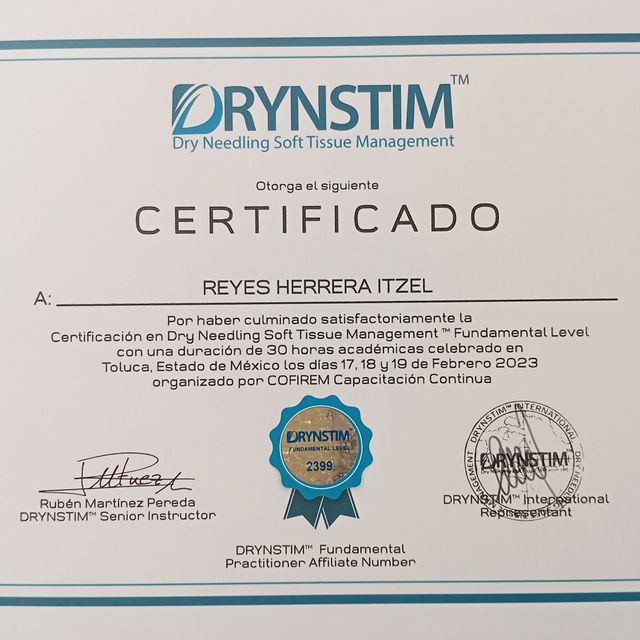 DRYNSTIM™
Dry Needling Soft Tissue Management
Otorga el siguiente
CERTIFICADO
A: REYES HERRERA ITZEL
Por haber culminado satisfactoriamente la
Certificación en Dry Needling Soft Tissue Management ™ Fundamental Level
con una duración de 30 horas académicas celebrado en
Toluca, Estado de México los días 17, 18 y 19 de Febrero 2023
organizado por COFIREM Capacitación Continua
DRYNSTIM
FUNDAMENTAL LEVEL
2399
Rubén Martínez Pereda
DRYNSTIM™ Senior Instructor
DRYNSTIM™ INTERNATIONAL
DRYNSTIM
DRYNSTIM™ International
Representant
DRYNSTIM™ Fundamental
Practitioner Affiliate Number